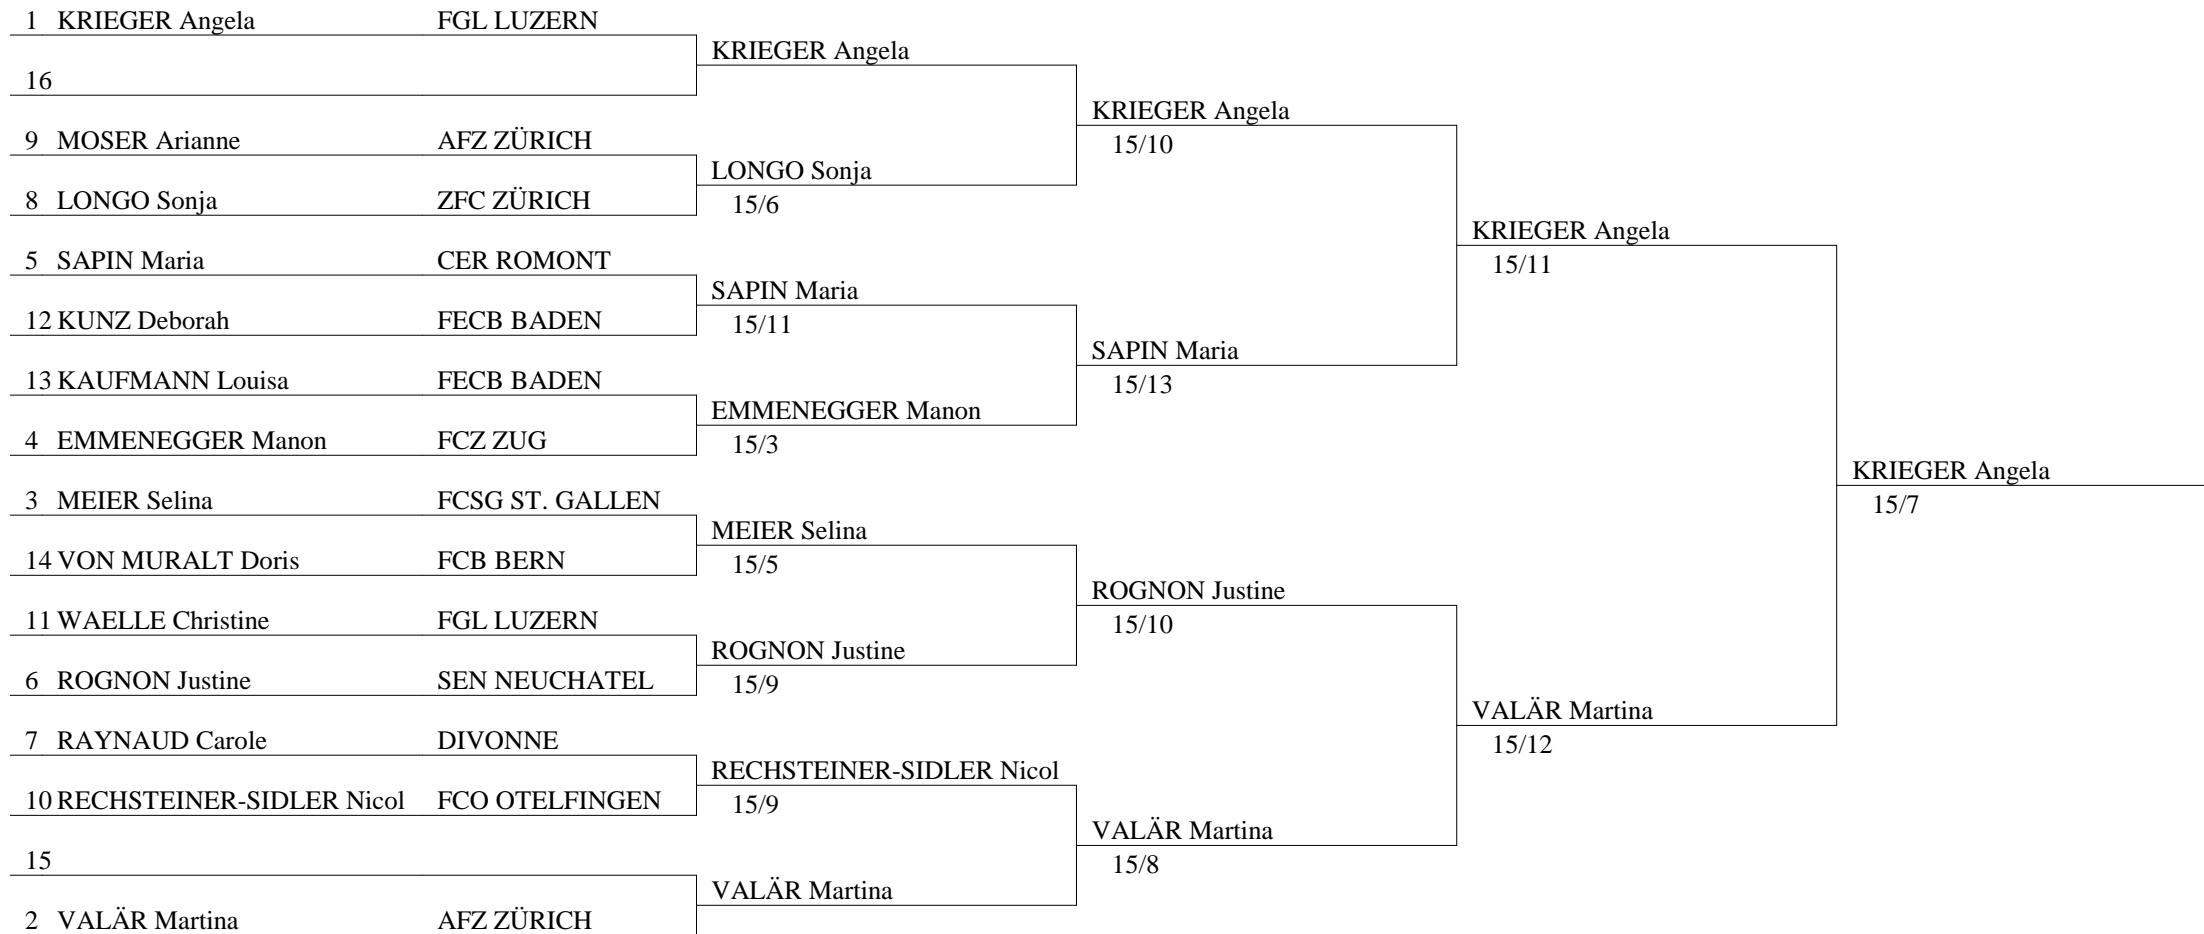 1 KRIEGER Angela FGL LUZERN
KRIEGER Angela
16
KRIEGER Angela
15/10
9 MOSER Arianne AFZ ZÜRICH
LONGO Sonja
15/6
8 LONGO Sonja ZFC ZÜRICH
KRIEGER Angela
15/11
5 SAPIN Maria CER ROMONT
SAPIN Maria
15/11
12 KUNZ Deborah FECB BADEN
SAPIN Maria
15/13
13 KAUFMANN Louisa FECB BADEN
EMMENEGGER Manon
15/3
4 EMMENEGGER Manon FCZ ZUG
KRIEGER Angela
15/7
3 MEIER Selina FCSG ST. GALLEN
MEIER Selina
15/5
14 VON MURALT Doris FCB BERN
ROGNON Justine
15/10
11 WAELLE Christine FGL LUZERN
ROGNON Justine
15/9
6 ROGNON Justine SEN NEUCHATEL
VALÄR Martina
15/12
7 RAYNAUD Carole DIVONNE
RECHSTEINER-SIDLER Nicol
15/9
10 RECHSTEINER-SIDLER Nicol FCO OTELFINGEN
VALÄR Martina
15/8
15
VALÄR Martina
2 VALÄR Martina AFZ ZÜRICH